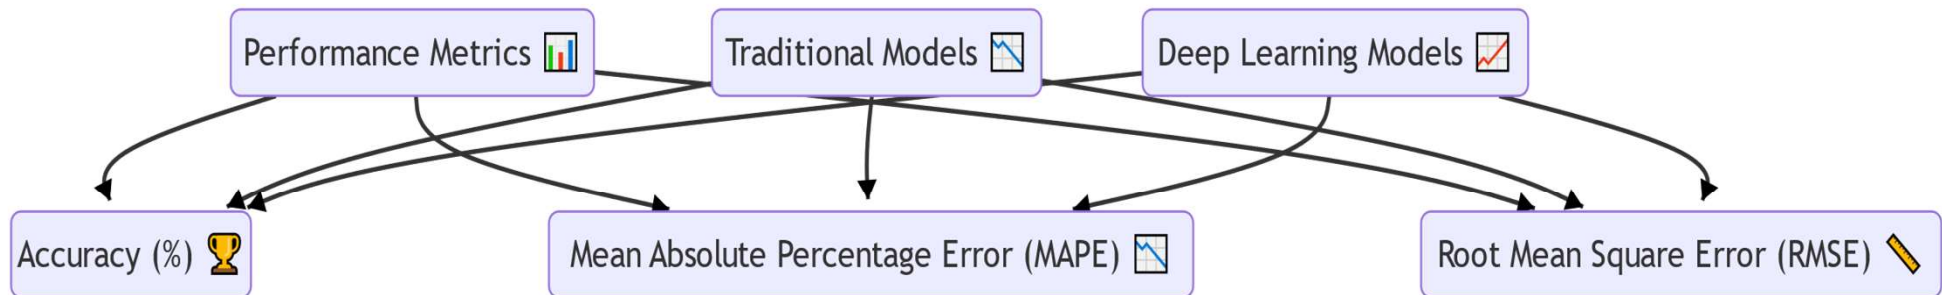 Performance Metrics
Traditional Models
Deep Learning Models
Accuracy (%)
Mean Absolute Percentage Error (MAPE)
Root Mean Square Error (RMSE)